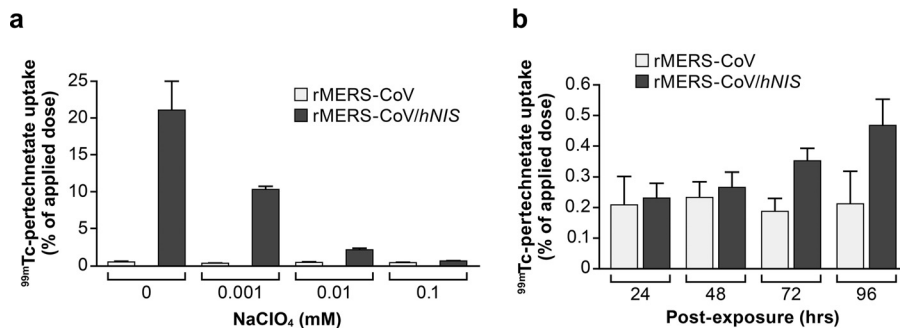 a
⁹⁹ᵐTc-pertechnetate uptake
(% of applied dose)
25
20
15
10
5
0
rMERS-CoV
rMERS-CoV/hNIS
0
0.001
0.01
0.1
NaClO₄ (mM)
b
⁹⁹ᵐTc-pertechnetate uptake
(% of applied dose)
0.6
0.5
0.4
0.3
0.2
0.1
0
rMERS-CoV
rMERS-CoV/hNIS
24
48
72
96
Post-exposure (hrs)